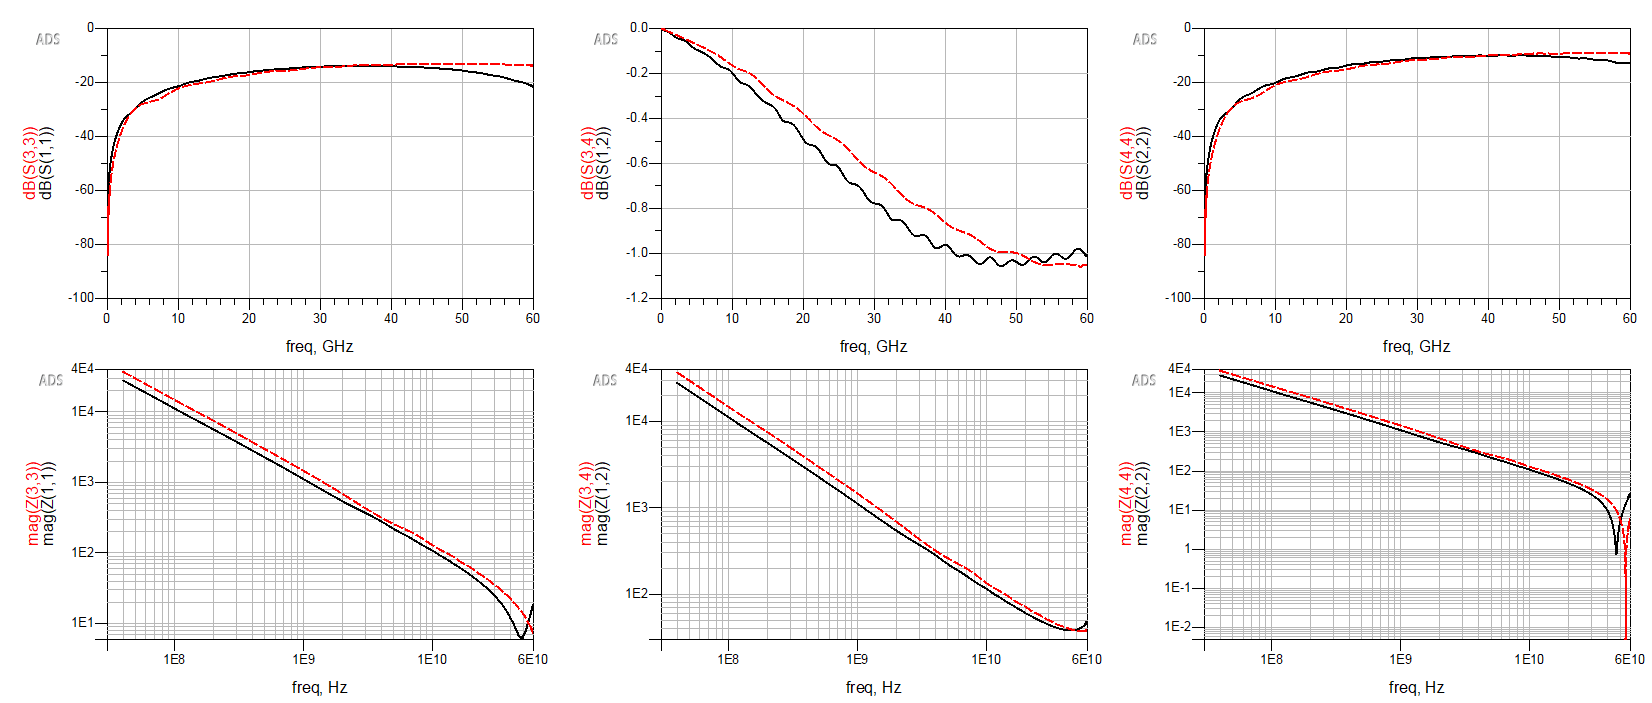 ADS
dB(S(3,3))
dB(S(1,1))
0
-20
-40
-60
-80
-100
0 10 20 30 40 50 60
freq, GHz
ADS
dB(S(3,4))
dB(S(1,2))
0.0
-0.2
-0.4
-0.6
-0.8
-1.0
-1.2
0 10 20 30 40 50 60
freq, GHz
ADS
dB(S(4,4))
dB(S(2,2))
0
-20
-40
-60
-80
-100
0 10 20 30 40 50 60
freq, GHz
ADS
mag(Z(3,3))
mag(Z(1,1))
4E4
1E4
1E3
1E2
1E1
1E8 1E9 1E10 6E10
freq, Hz
ADS
mag(Z(3,4))
mag(Z(1,2))
4E4
1E4
1E3
1E2
1E8 1E9 1E10 6E10
freq, Hz
ADS
mag(Z(4,4))
mag(Z(2,2))
4E4
1E4
1E3
1E2
1E1
1
1E-1
1E-2
1E8 1E9 1E10 6E10
freq, Hz